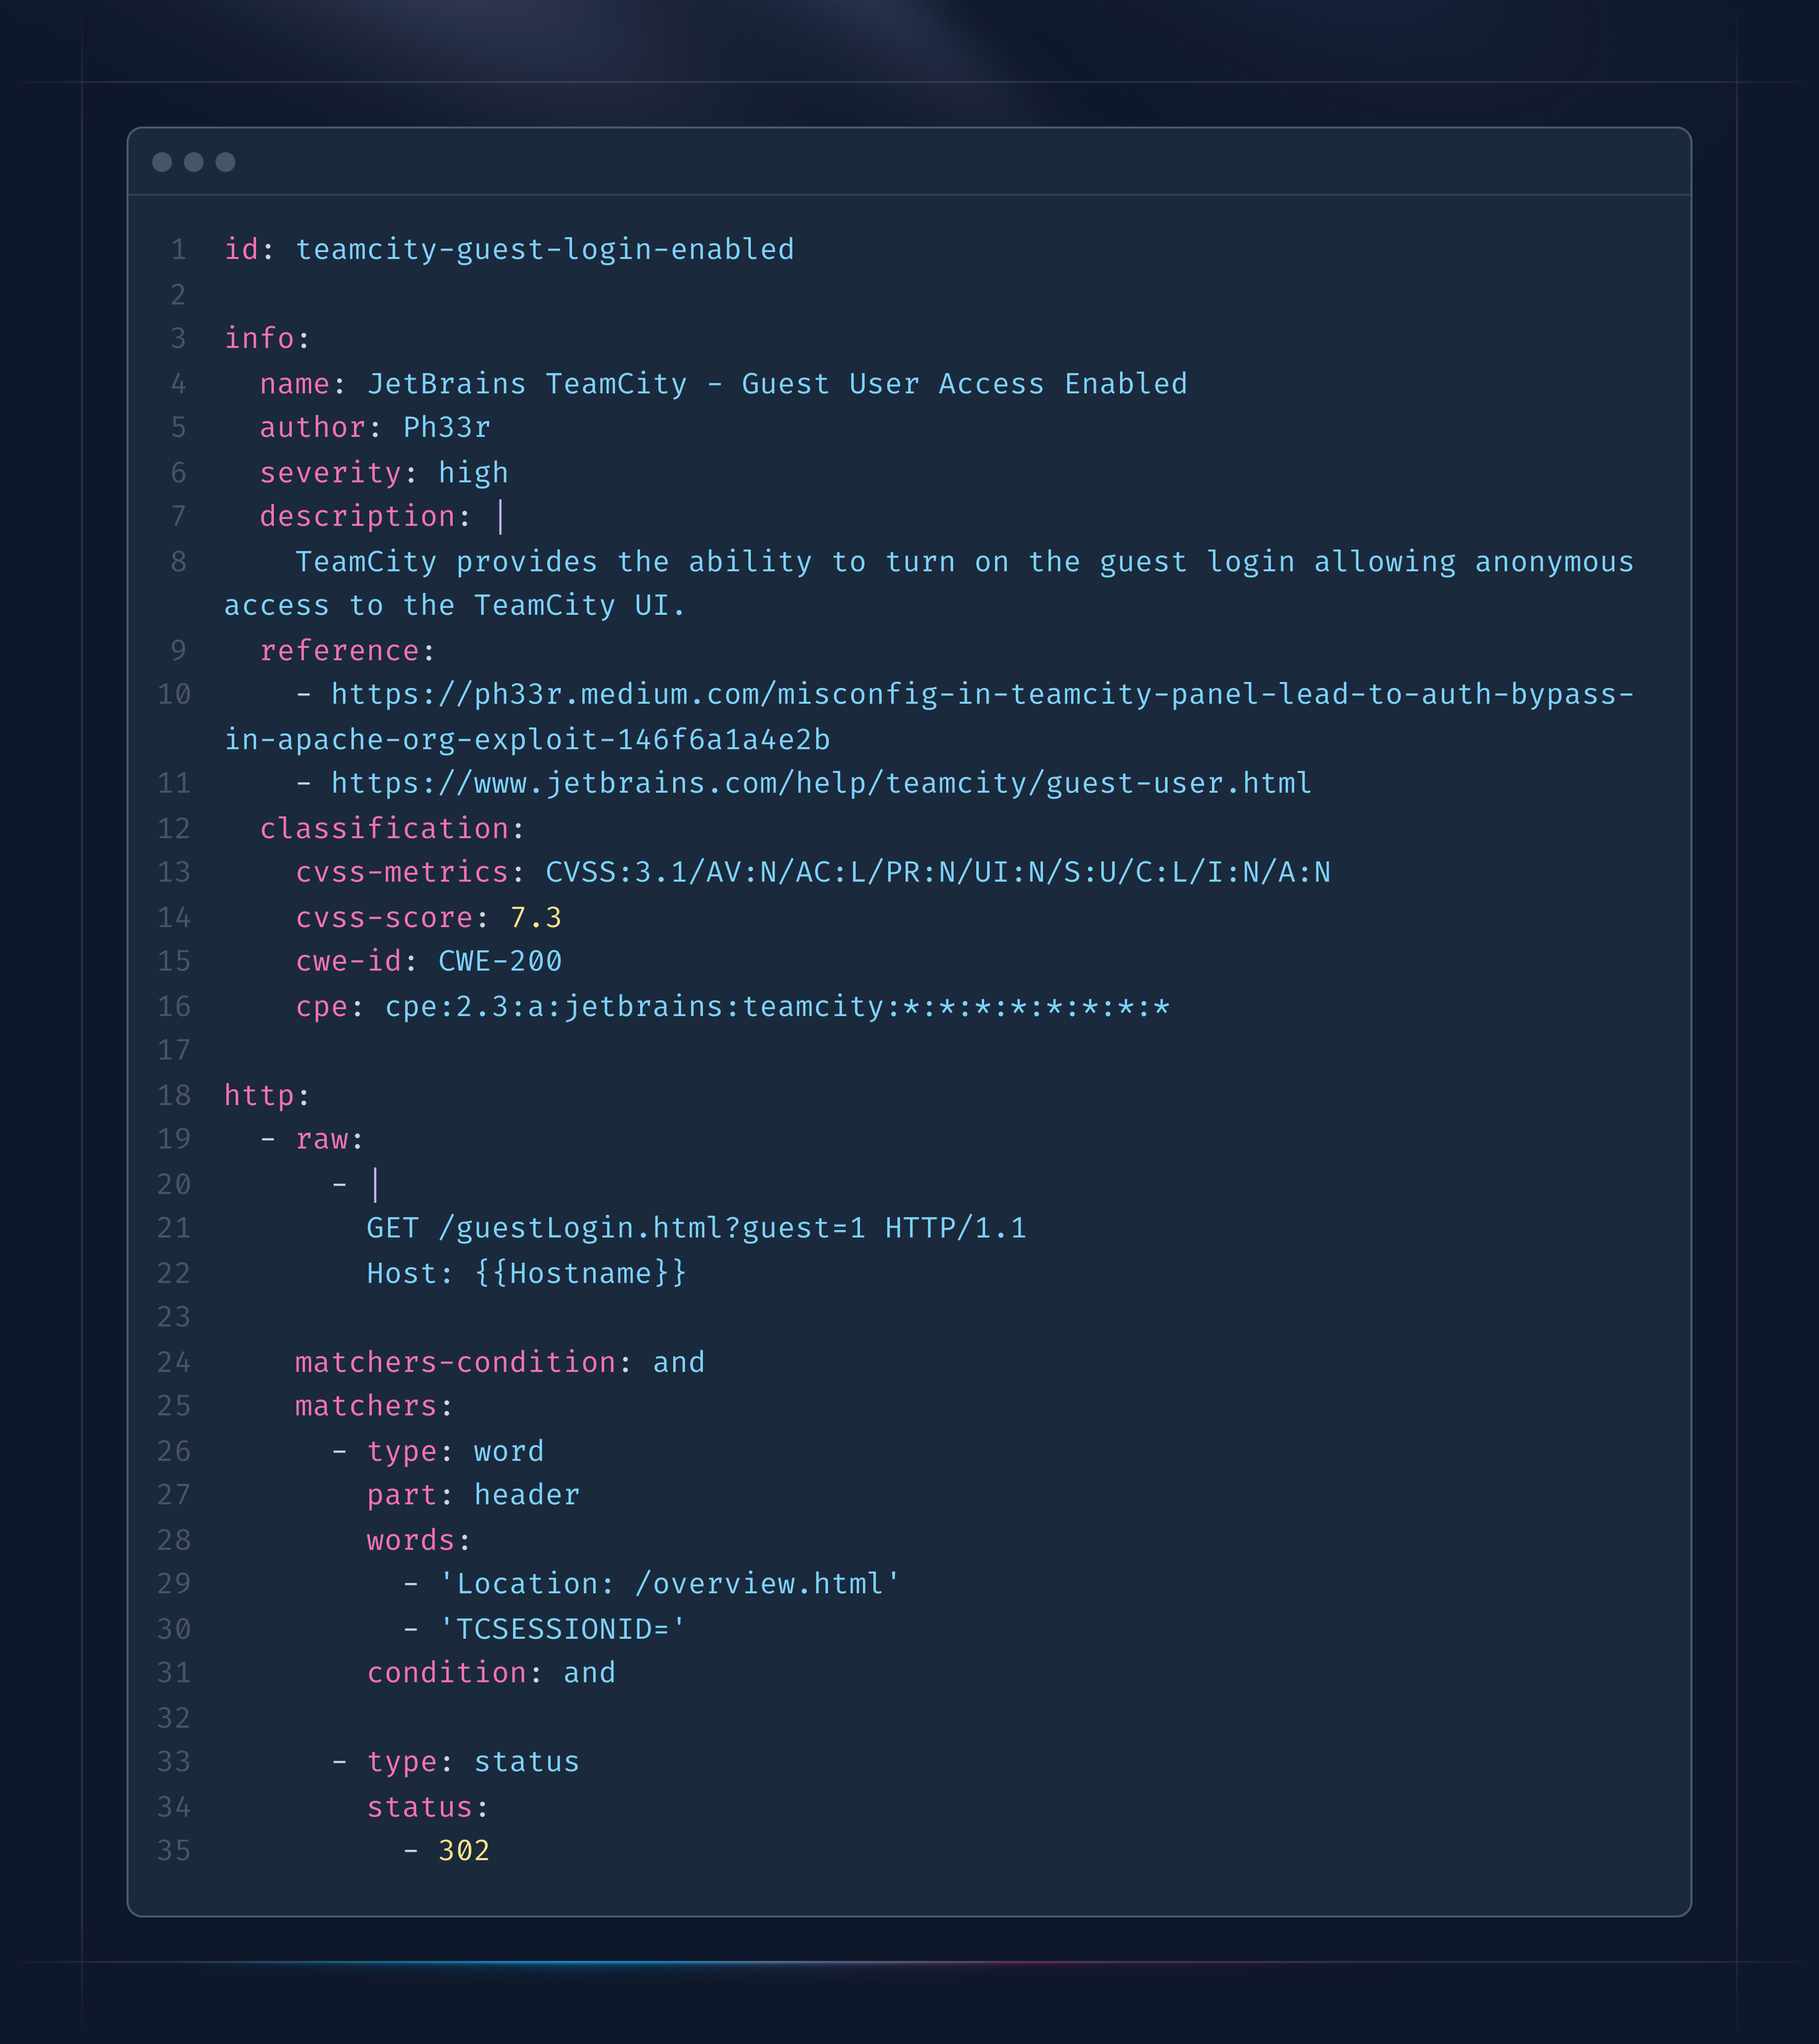 1 id: teamcity-guest-login-enabled
2
3 info:
4   name: JetBrains TeamCity - Guest User Access Enabled
5   author: Ph33r
6   severity: high
7   description: |
8     TeamCity provides the ability to turn on the guest login allowing anonymous
access to the TeamCity UI.
9   reference:
10     - https://ph33r.medium.com/misconfig-in-teamcity-panel-lead-to-auth-bypass-
in-apache-org-exploit-146f6a1a4e2b
11     - https://www.jetbrains.com/help/teamcity/guest-user.html
12   classification:
13     cvss-metrics: CVSS:3.1/AV:N/AC:L/PR:N/UI:N/S:U/C:L/I:N/A:N
14     cvss-score: 7.3
15     cwe-id: CWE-200
16     cpe: cpe:2.3:a:jetbrains:teamcity:*:*:*:*:*:*:*:*
17
18 http:
19   - raw:
20       - |
21         GET /guestLogin.html?guest=1 HTTP/1.1
22         Host: {{Hostname}}
23
24     matchers-condition: and
25     matchers:
26       - type: word
27         part: header
28         words:
29           - 'Location: /overview.html'
30           - 'TCSESSIONID='
31         condition: and
32
33       - type: status
34         status:
35           - 302